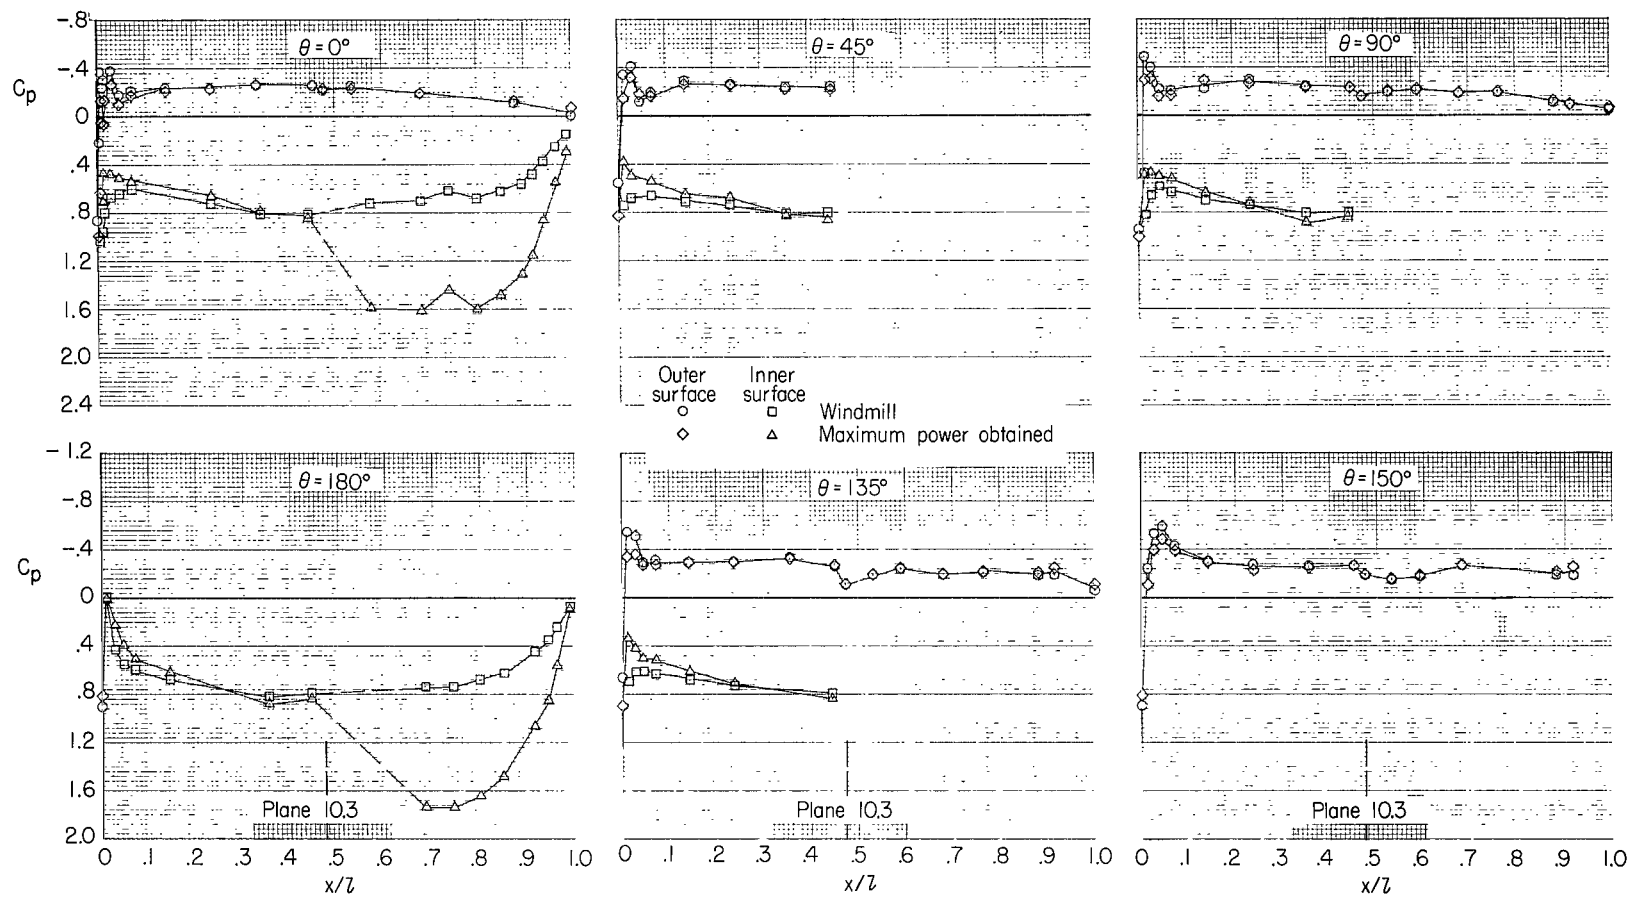 θ=0°
θ=45°
θ=90°
-.8
-.4
Cp
0
.4
.8
1.2
1.6
2.0
2.4
Outer surface
Inner surface
Windmill
Maximum power obtained
θ=180°
θ=135°
θ=150°
-1.2
-.8
-.4
Cp
0
.4
.8
1.2
1.6
2.0
Plane 10.3
Plane 10.3
Plane 10.3
0 .1 .2 .3 .4 .5 .6 .7 .8 .9 1.0
0 .1 .2 .3 .4 .5 .6 .7 .8 .9 1.0
0 .1 .2 .3 .4 .5 .6 .7 .8 .9 1.0
x/l
x/l
x/l